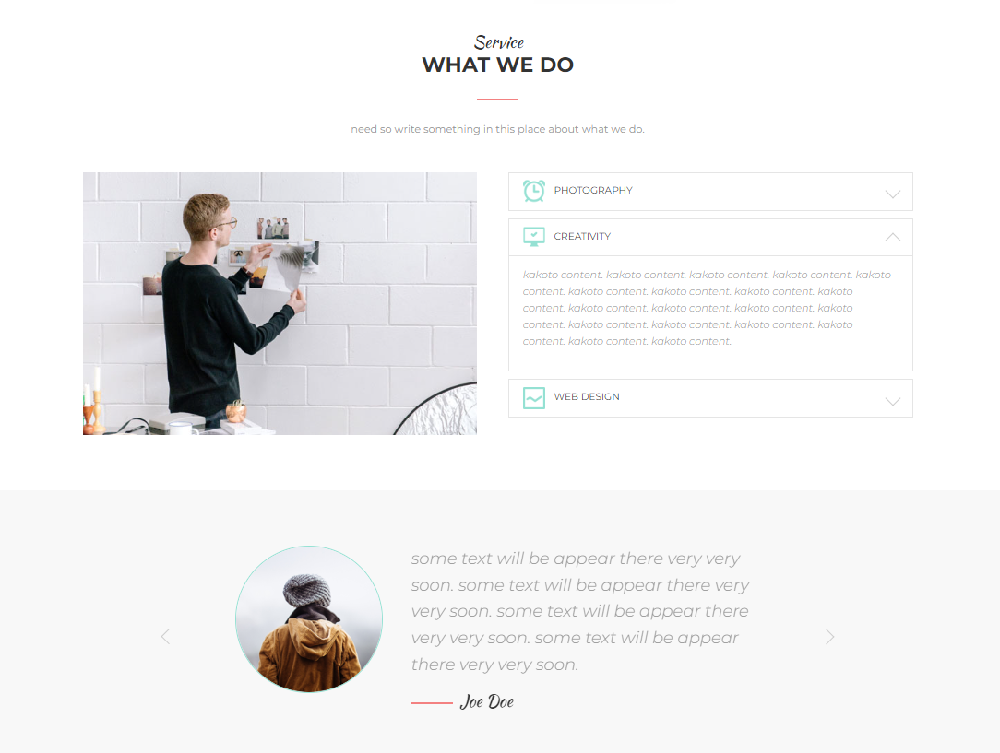 Service
WHAT WE DO
need so write something in this place about what we do.
PHOTOGRAPHY
CREATIVITY
kakoto content. kakoto content. kakoto content. kakoto content. kakoto
content. kakoto content. kakoto content. kakoto content. kakoto
content. kakoto content. kakoto content. kakoto content. kakoto
content. kakoto content. kakoto content. kakoto content. kakoto
content. kakoto content. kakoto content.
WEB DESIGN
some text will be appear there very very
soon. some text will be appear there very
very soon. some text will be appear there
very very soon. some text will be appear
there very very soon.
Joe Doe